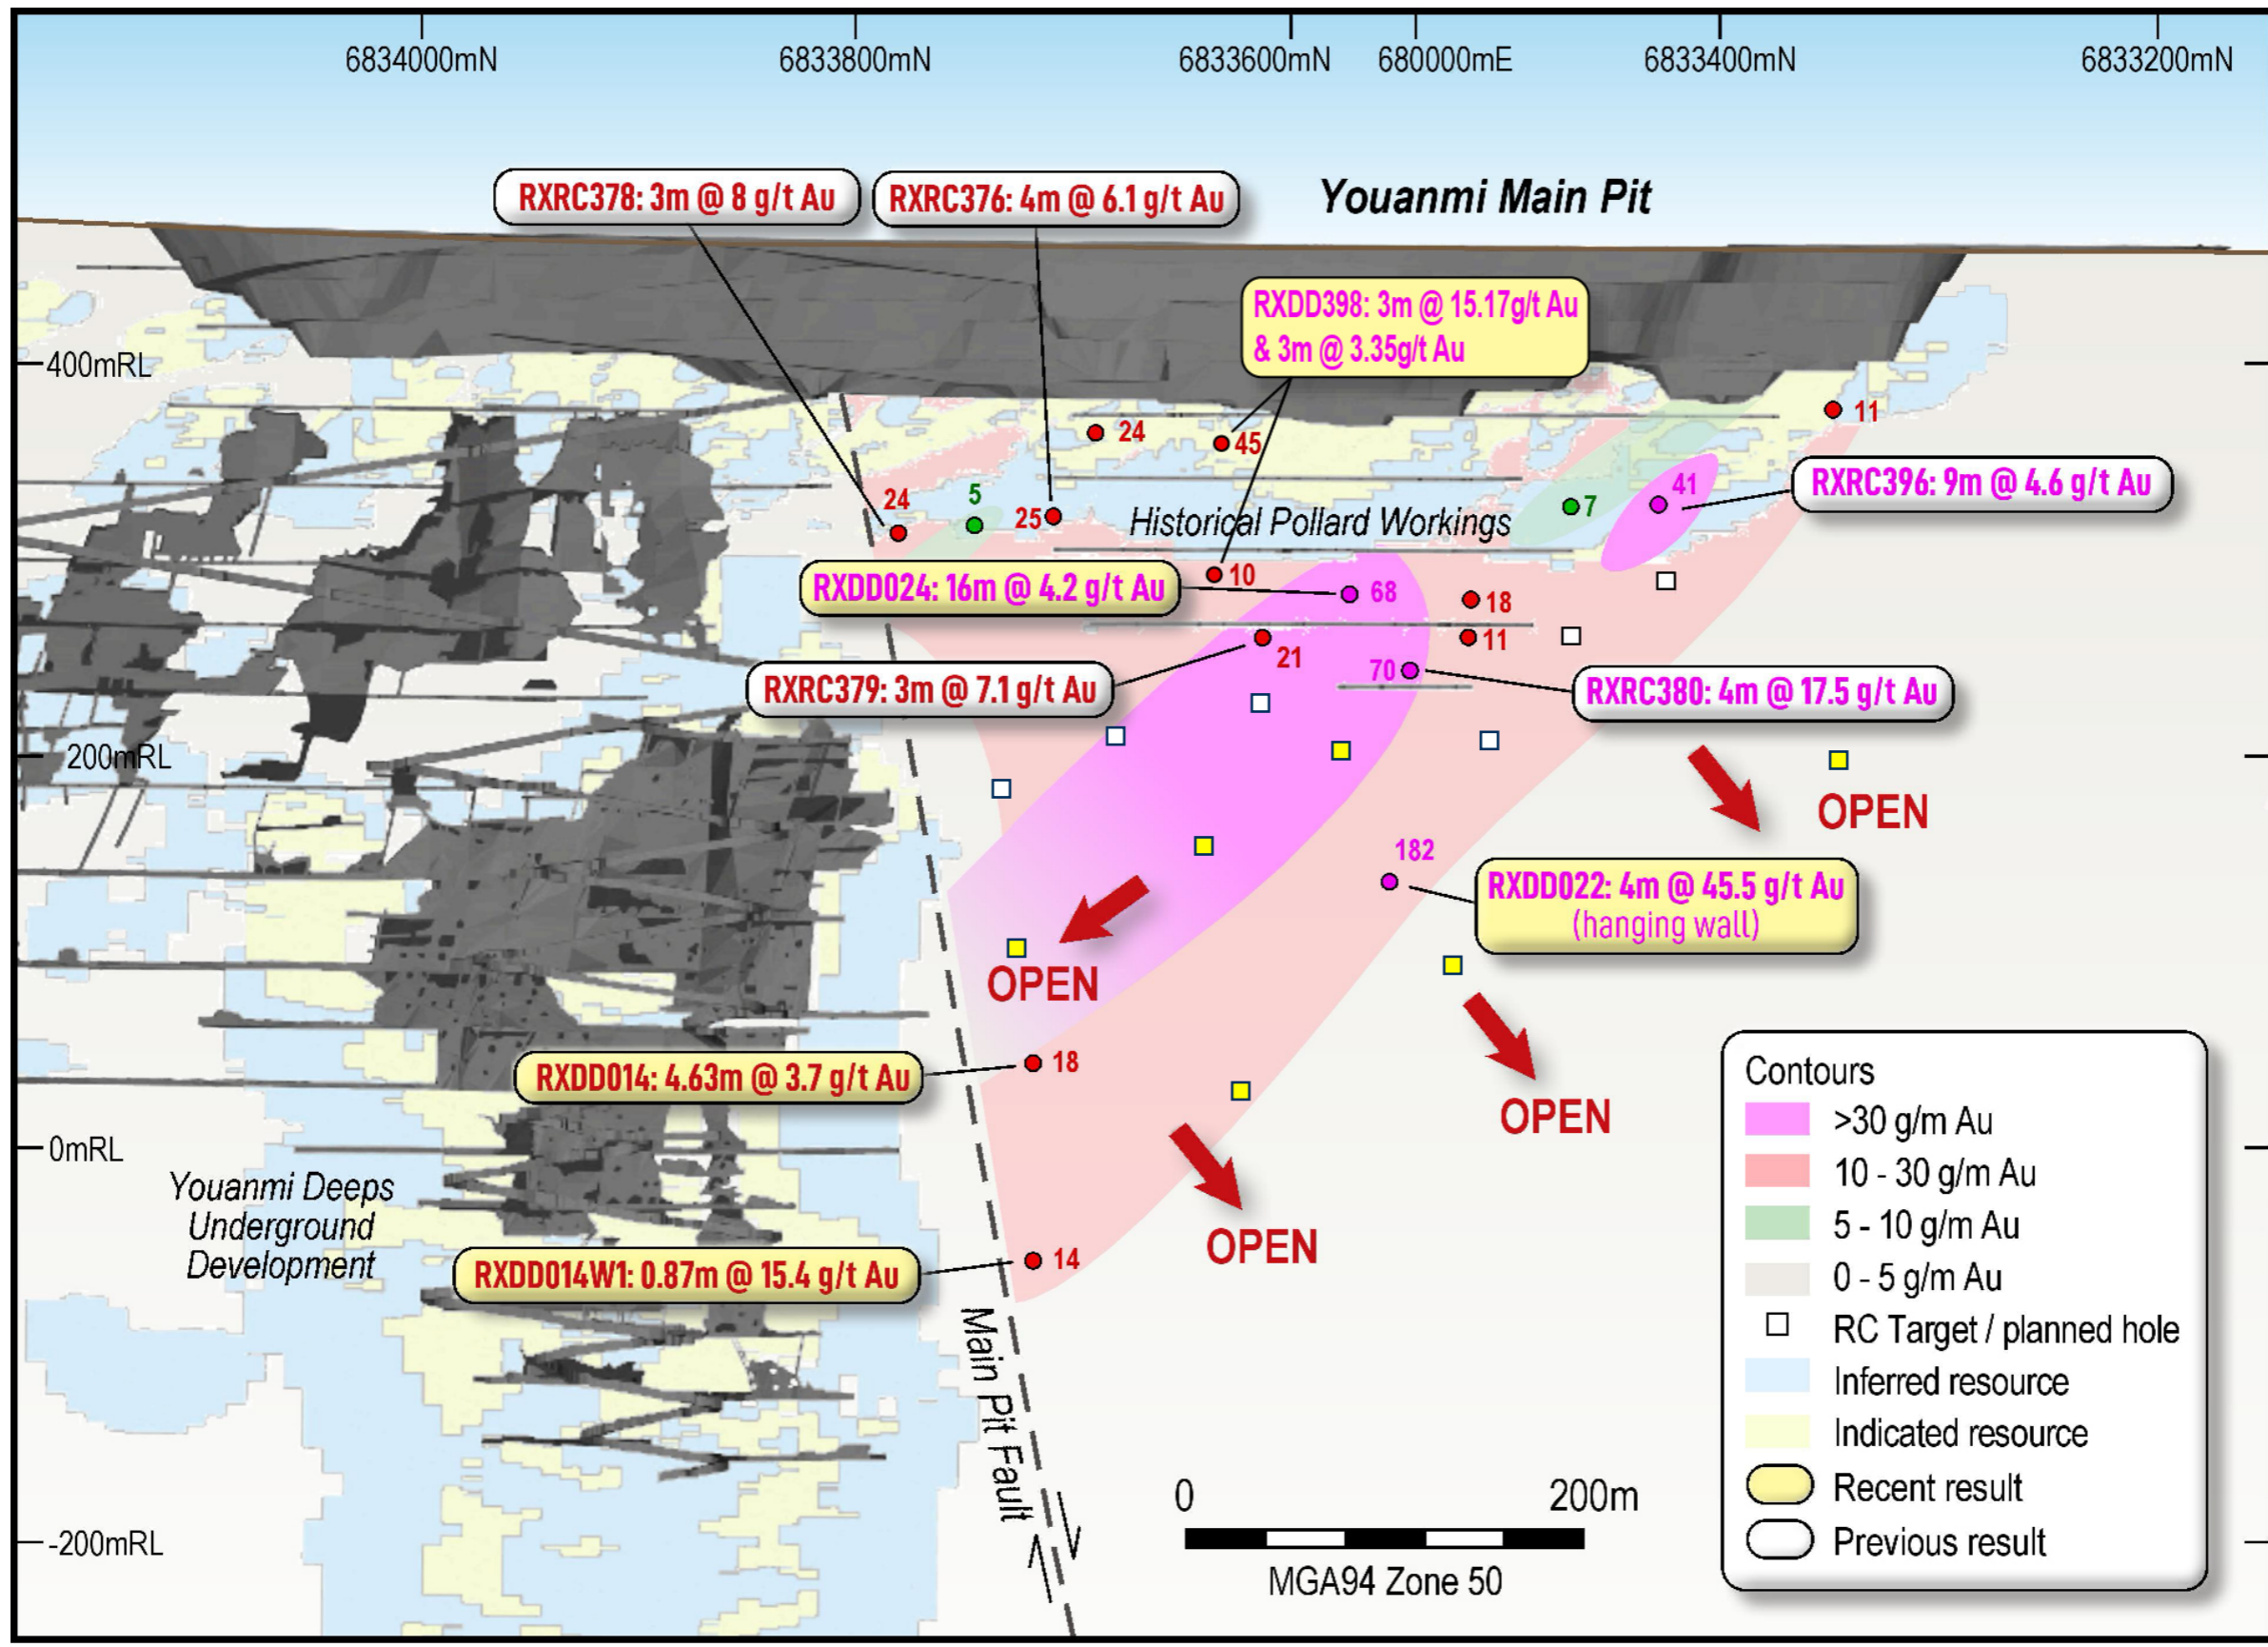 6834000mN
6833800mN
6833600mN
680000mE
6833400mN
6833200mN
RXRC378: 3m @ 8 g/t Au
RXRC376: 4m @ 6.1 g/t Au
Youanmi Main Pit
RXDD398: 3m @ 15.17g/t Au
& 3m @ 3.35g/t Au
400mRL
24
45
11
24
5
25
7
41
RXRC396: 9m @ 4.6 g/t Au
Historical Pollard Workings
10
RXDD024: 16m @ 4.2 g/t Au
68
18
11
21
70
RXRC379: 3m @ 7.1 g/t Au
RXRC380: 4m @ 17.5 g/t Au
200mRL
OPEN
182
RXDD022: 4m @ 45.5 g/t Au
(hanging wall)
OPEN
RXDD014: 4.63m @ 3.7 g/t Au
18
OPEN
0mRL
Youanmi Deeps
Underground
Development
OPEN
RXDD014W1: 0.87m @ 15.4 g/t Au
14
Main Pit Fault
-200mRL
0
200m
MGA94 Zone 50
Contours
>30 g/m Au
10 - 30 g/m Au
5 - 10 g/m Au
0 - 5 g/m Au
RC Target / planned hole
Inferred resource
Indicated resource
Recent result
Previous result